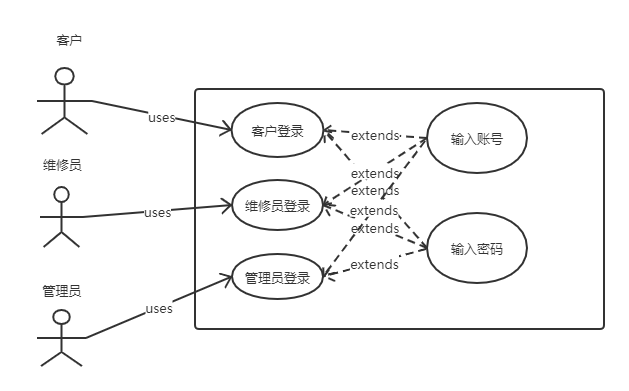 客户
uses
客户登录
extends
输入账号
维修员
extends
extends
uses
维修员登录
extends
extends
输入密码
管理员
extends
管理员登录
uses